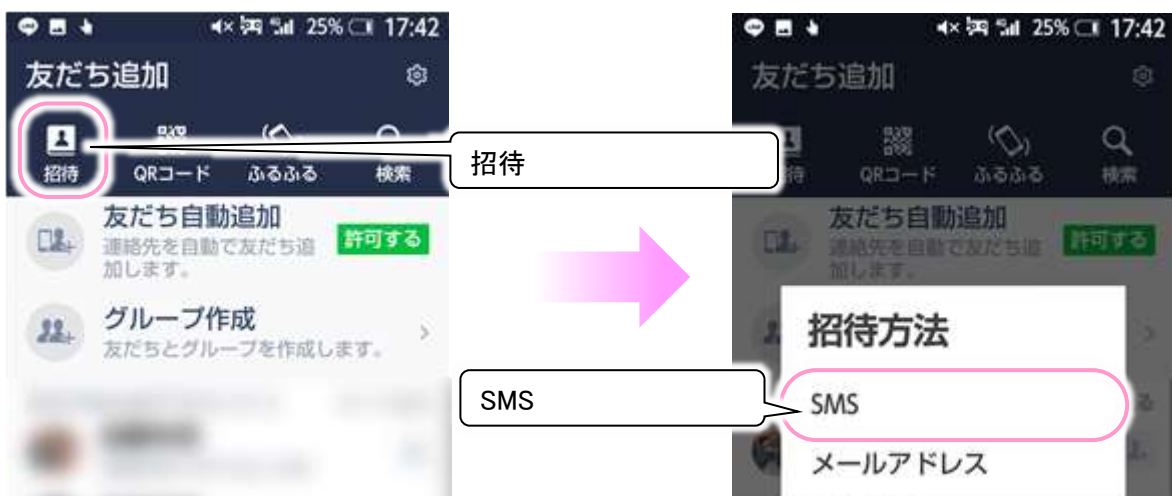 25% 17:42
友だち追加
招待 QRコード ふるふる 検索
友だち自動追加
連絡先を自動で友だち追
加します。
許可する
グループ作成
友だちとグループを作成します。
招待
SMS
25% 17:42
友だち追加
待 QRコード ふるふる 検索
友だち自動追加
連絡先を自動で友だち追
加します。
許可する
招待方法
SMS
メールアドレス